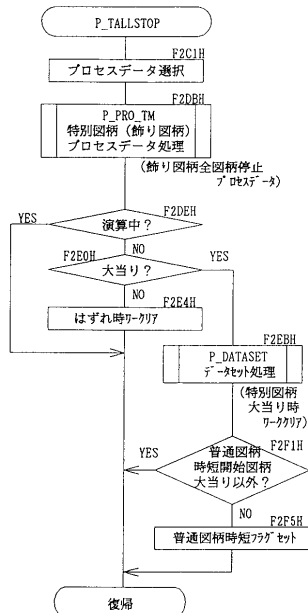 P_TALLSTOP
F2C1H
プロセスデータ選択
F2DBH
P_PRO_TM
特別図柄（飾り図柄）
プロセスデータ処理
(飾り図柄全図柄停止
プロセスデータ)
F2DEH
YES
演算中？
NO
F2E0H
YES
大当り？
NO
F2E4H
はずれ時ワークリア
F2EBH
P_DATASET
データセット処理
(特別図柄
大当り時
ワーククリア)
F2F1H
YES
普通図柄
時短開始図柄
大当り以外？
NO
F2F5H
普通図柄時短フラグセット
復帰